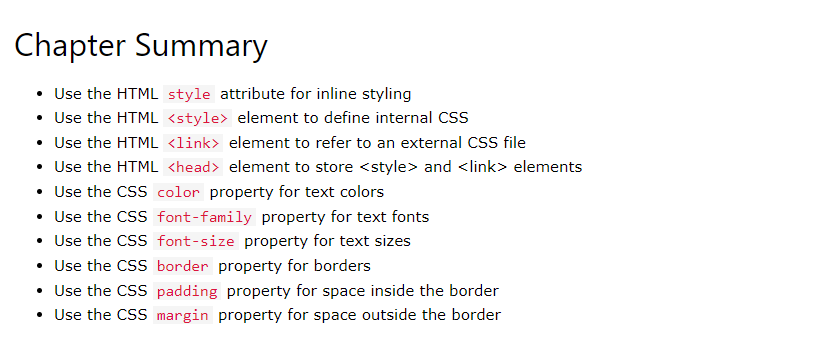 Chapter Summary
• Use the HTML style attribute for inline styling
• Use the HTML <style> element to define internal CSS
• Use the HTML <link> element to refer to an external CSS file
• Use the HTML <head> element to store <style> and <link> elements
• Use the CSS color property for text colors
• Use the CSS font-family property for text fonts
• Use the CSS font-size property for text sizes
• Use the CSS border property for borders
• Use the CSS padding property for space inside the border
• Use the CSS margin property for space outside the border